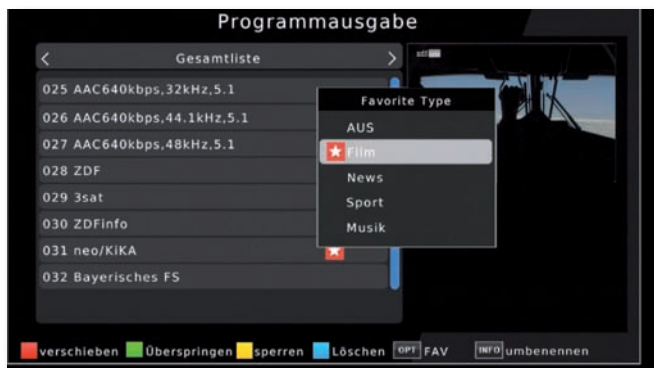 Programmausgabe
< Gesamtliste >
025 AAC640kbps,32kHz,5.1
026 AAC640kbps,44.1kHz,5.1
027 AAC640kbps,48kHz,5.1
028 ZDF
029 3sat
030 ZDFinfo
031 neo/KiKA
032 Bayerisches FS
Favorite Type
AUS
Film
News
Sport
Musik
verschieben Überspringen sperren Löschen OPT FAV INFO umbenennen